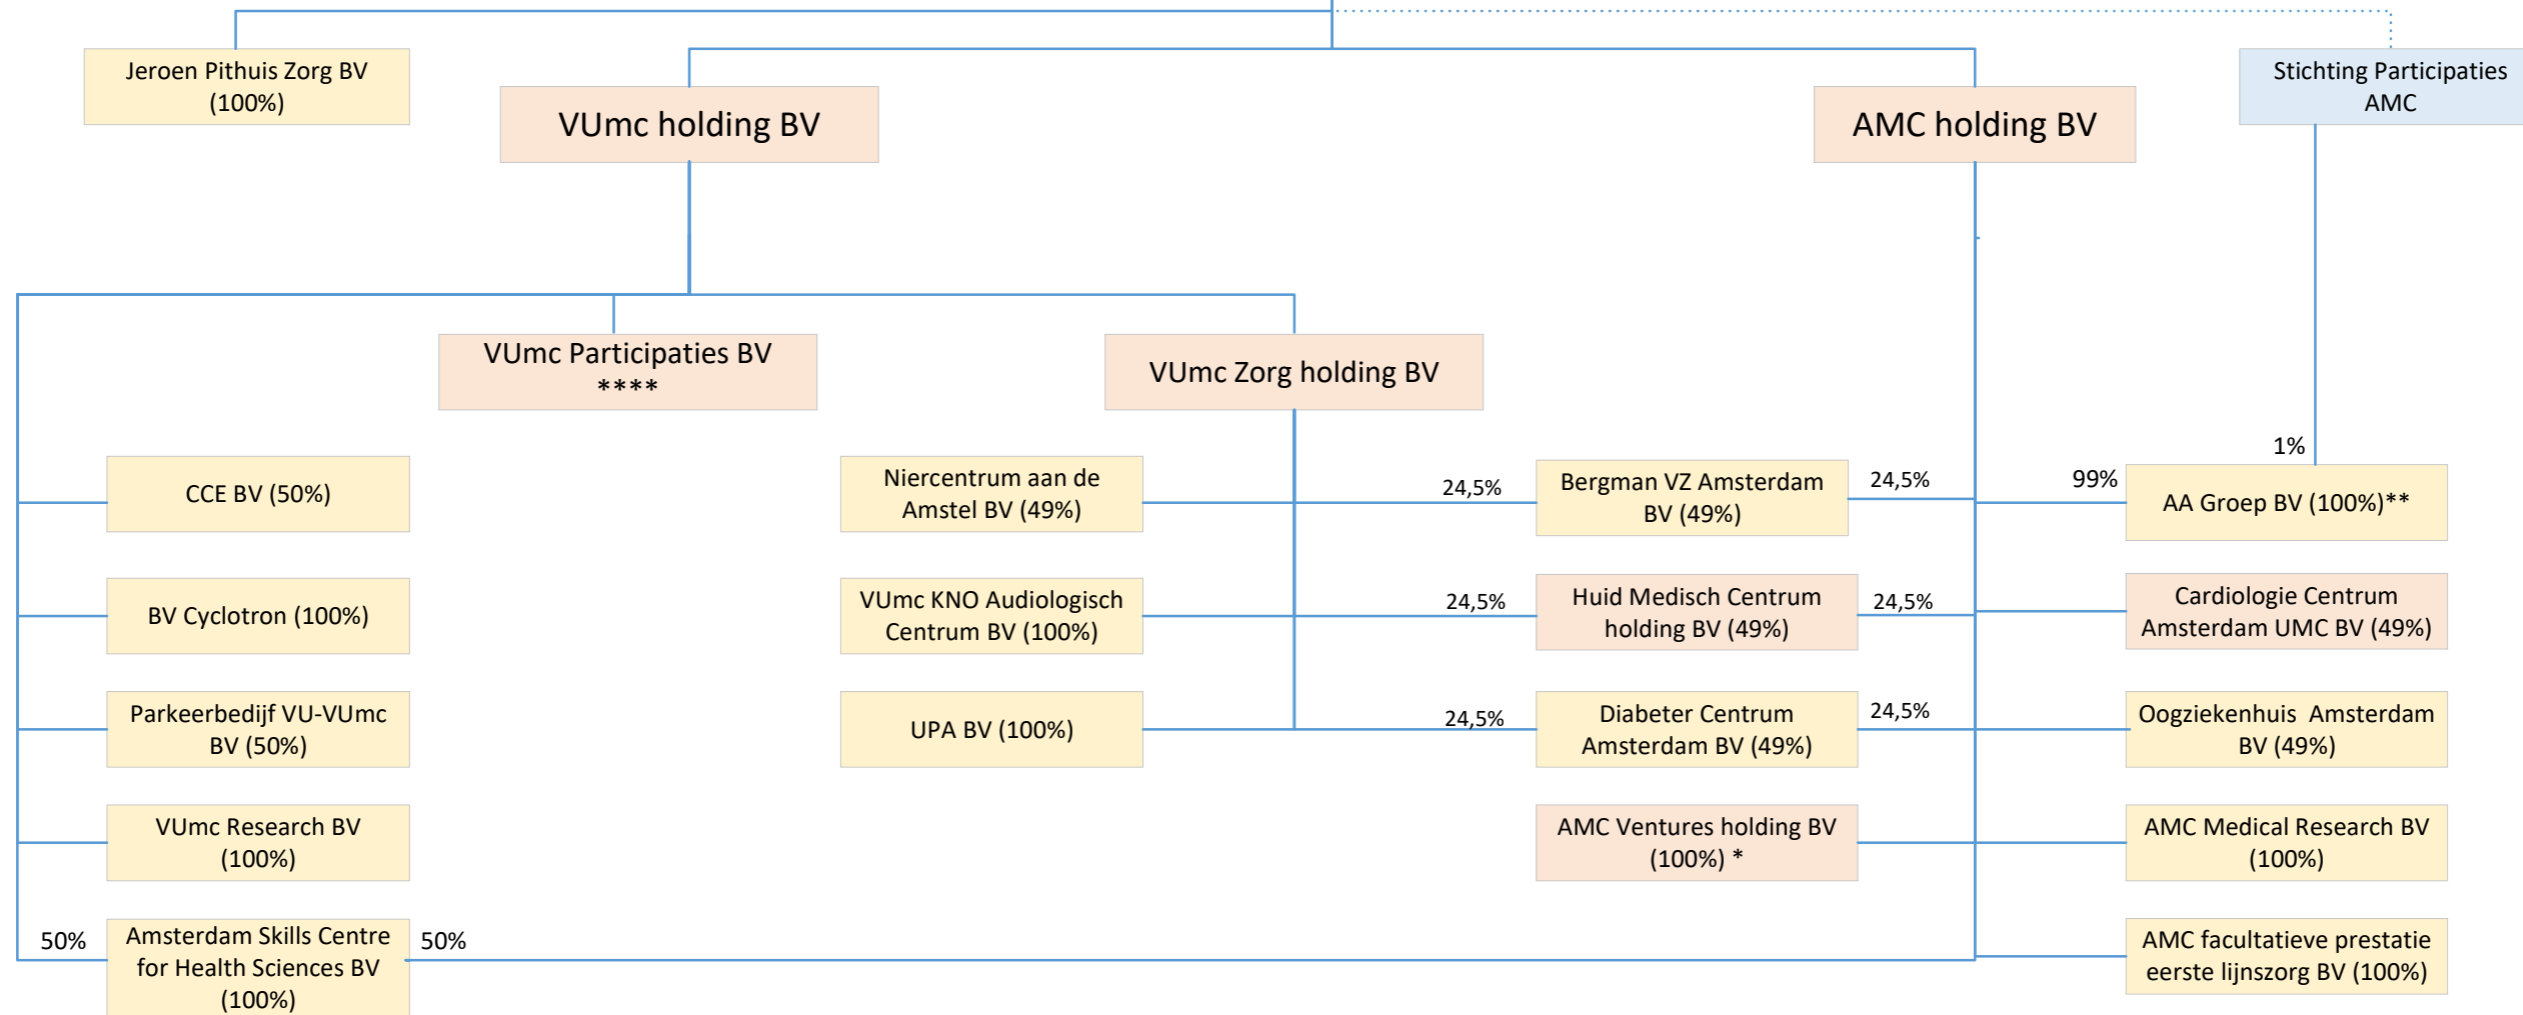 Jeroen Pithuis Zorg BV
(100%)
VUmc holding BV
AMC holding BV
Stichting Participaties
AMC
VUmc Participaties BV
****
VUmc Zorg holding BV
1%
CCE BV (50%)
Niercentrum aan de
Amstel BV (49%)
24,5%
Bergman VZ Amsterdam
BV (49%)
24,5%
99%
AA Groep BV (100%)**
BV Cyclotron (100%)
VUmc KNO Audiologisch
Centrum BV (100%)
24,5%
Huid Medisch Centrum
holding BV (49%)
24,5%
Cardiologie Centrum
Amsterdam UMC BV (49%)
Parkeerbedijf VU-VUmc
BV (50%)
UPA BV (100%)
24,5%
Diabeter Centrum
Amsterdam BV (49%)
24,5%
Oogziekenhuis Amsterdam
BV (49%)
VUmc Research BV
(100%)
AMC Ventures holding BV
(100%) *
AMC Medical Research BV
(100%)
50%
Amsterdam Skills Centre
for Health Sciences BV
(100%)
50%
AMC facultatieve prestatie
eerste lijnszorg BV (100%)